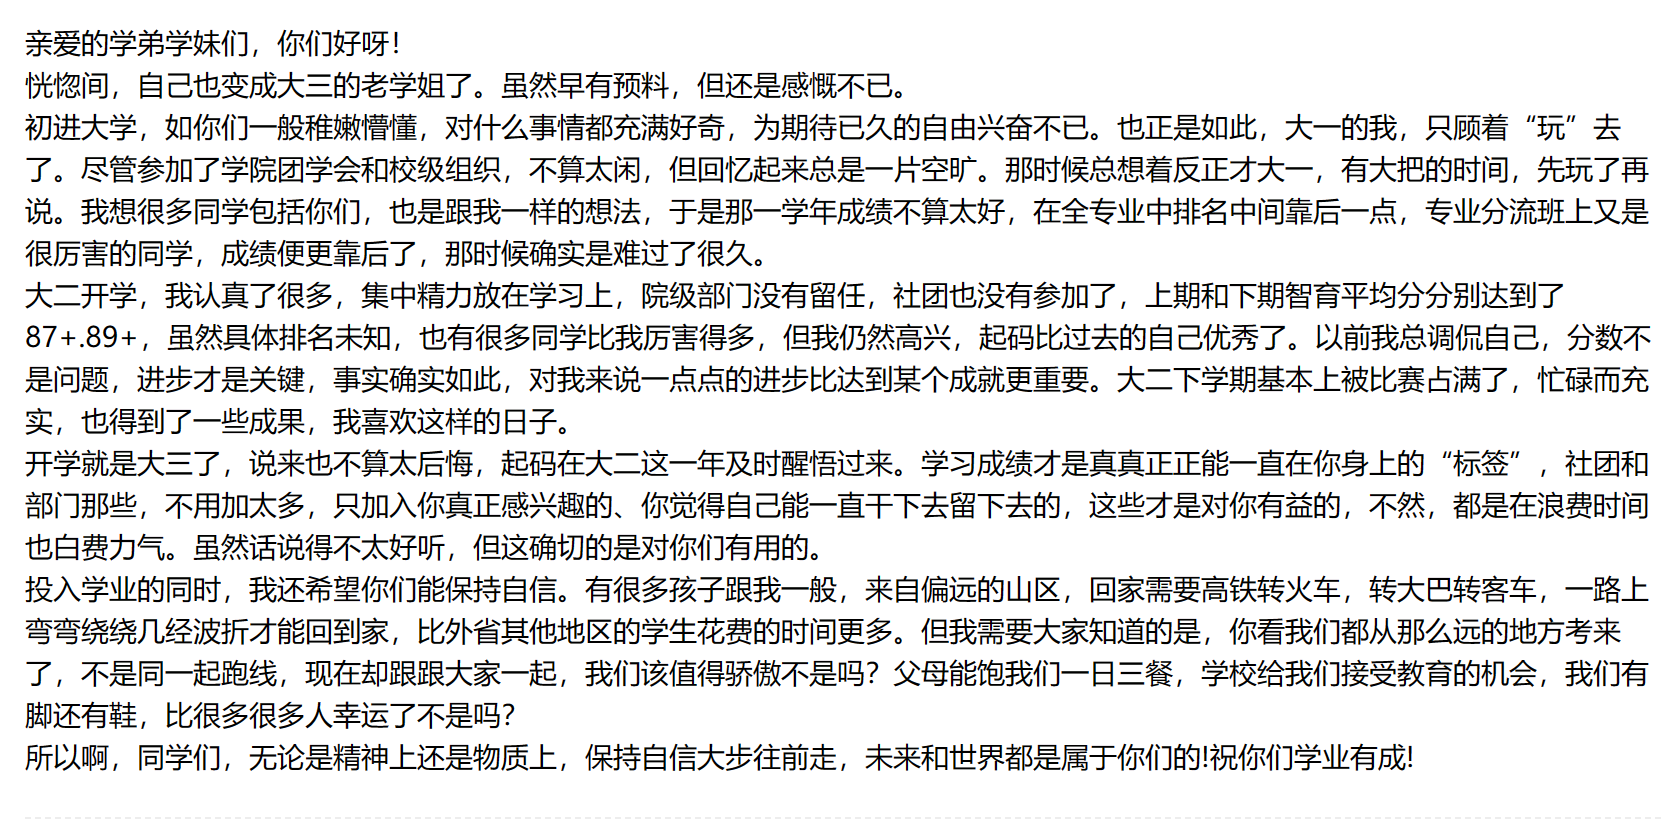 亲爱的学弟学妹们，你们好呀！
恍惚间，自己也变成大三的老学姐了。虽然早有预料，但还是感慨不已。
初进大学，如你们一般稚嫩懵懂，对什么事情都充满好奇，为期待已久的自由兴奋不已。也正是如此，大一的我，只顾着“玩”去
了。尽管参加了学院团学会和校级组织，不算太闲，但回忆起来总是一片空旷。那时候总想着反正才大一，有大把的时间，先玩了再
说。我想很多同学包括你们，也是跟我一样的想法，于是那一学年成绩不算太好，在全专业中排名中间靠后一点，专业分流班上又是
很厉害的同学，成绩便更靠后了，那时候确实是难过了很久。
大二开学，我认真了很多，集中精力放在学习上，院级部门没有留任，社团也没有参加了，上期和下期智育平均分分别达到了
87+.89+，虽然具体排名未知，也有很多同学比我厉害得多，但我仍然高兴，起码比过去的自己优秀了。以前我总调侃自己，分数不
是问题，进步才是关键，事实确实如此，对我来说一点点的进步比达到某个成就更重要。大二下学期基本上被比赛占满了，忙碌而充
实，也得到了一些成果，我喜欢这样的日子。
开学就是大三了，说来也不算太后悔，起码在大二这一年及时醒悟过来。学习成绩才是真真正正能一直在你身上的“标签”，社团和
部门那些，不用加太多，只加入你真正感兴趣的、你觉得自己能一直干下去留下去的，这些才是对你有益的，不然，都是在浪费时间
也白费力气。虽然话说得不太好听，但这确切的是对你们有用的。
投入学业的同时，我还希望你们能保持自信。有很多孩子跟我一般，来自偏远的山区，回家需要高铁转火车，转大巴转客车，一路上
弯弯绕绕几经波折才能回到家，比外省其他地区的学生花费的时间更多。但我需要大家知道的是，你看我们都从那么远的地方考来
了，不是同一起跑线，现在却跟跟大家一起，我们该值得骄傲不是吗？父母能饱我们一日三餐，学校给我们接受教育的机会，我们有
脚还有鞋，比很多很多人幸运了不是吗？
所以啊，同学们，无论是精神上还是物质上，保持自信大步往前走，未来和世界都是属于你们的!祝你们学业有成!